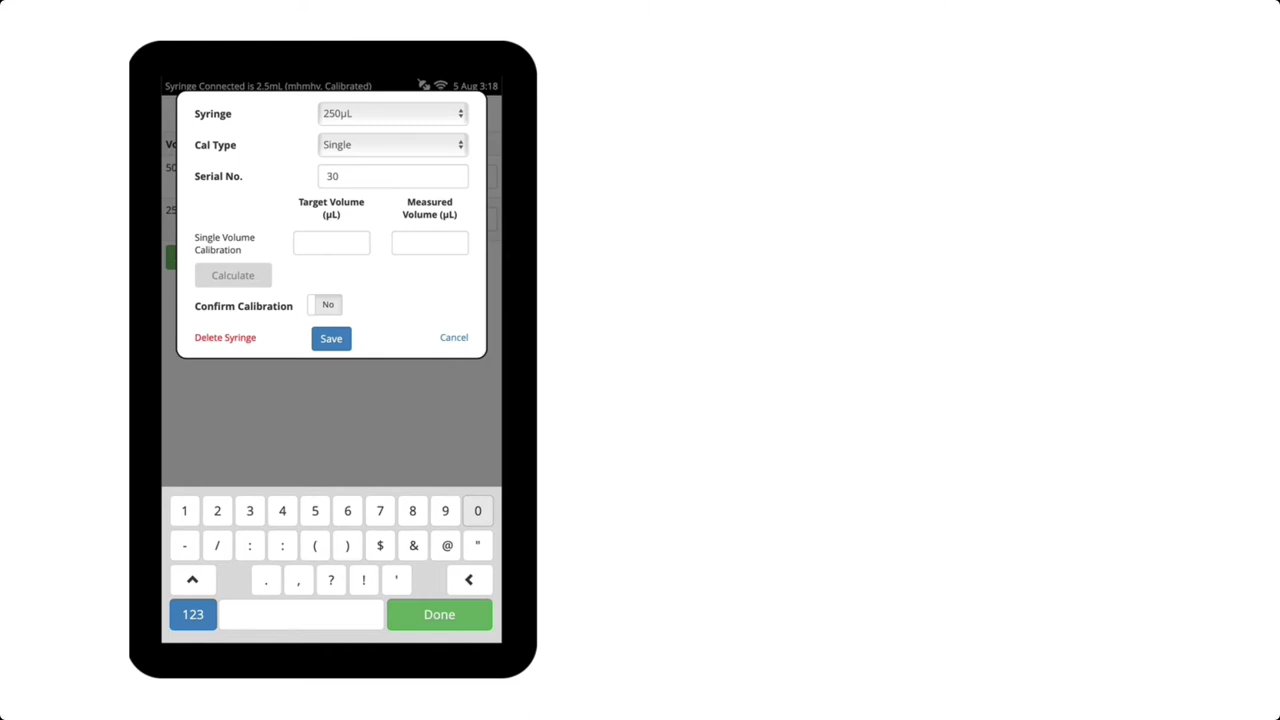 Syringe Connected is 2.5mL (mhmhv, Calibrated) 5 Aug 3:18
Syringe 250µL
Cal Type Single
Serial No. 30
Target Volume (µL) Measured Volume (µL)
Single Volume Calibration
Calculate
Confirm Calibration No
Delete Syringe Save Cancel
1 2 3 4 5 6 7 8 9 0
- / : : ( ) $ & @ "
. , ? ! '
123 Done